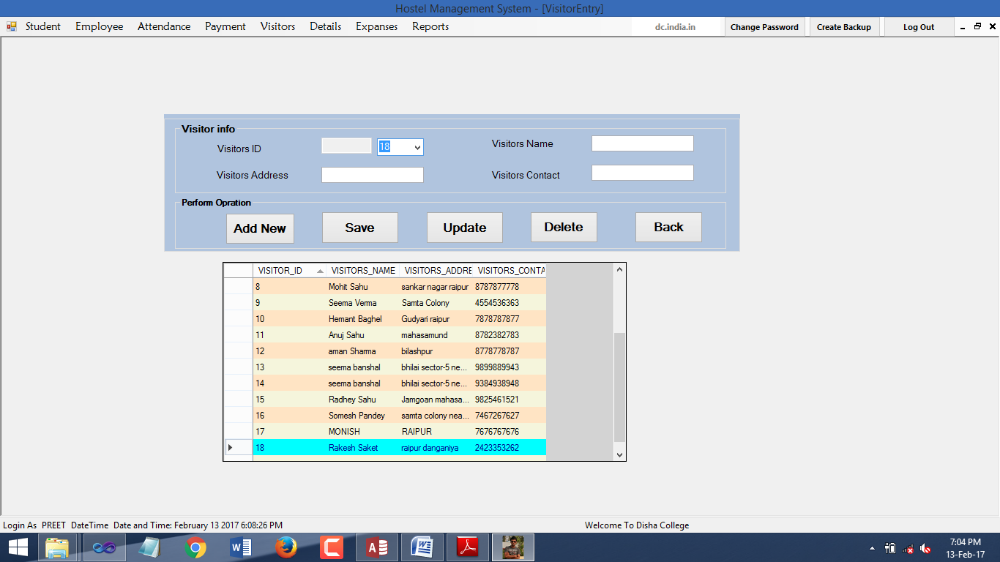 Hostel Management System - [VisitorEntry]
Student Employee Attendance Payment Visitors Details Expanses Reports dc.india.in Change Password Create Backup Log Out
Visitor info
Visitors ID 18 Visitors Name
Visitors Address Visitors Contact
Perform Opration
Add New Save Update Delete Back
VISITOR_ID VISITORS_NAME VISITORS_ADDRE VISITORS_CONTA
8 Mohit Sahu sankar nagar raipur 8787877778
9 Seema Verma Samta Colony 4554536363
10 Hemant Baghel Gudyari raipur 7878787877
11 Anuj Sahu mahasamund 8782382783
12 aman Sharma bilashpur 8778778787
13 seema banshal bhilai sector-5 ne... 9899889943
14 seema banshal bhilai sector-5 ne... 9384938948
15 Radhey Sahu Jamgoan mahasa... 9825461521
16 Somesh Pandey samta colony nea... 7467267627
17 MONISH RAIPUR 7676767676
18 Rakesh Saket raipur danganiya 2423353262
Login As PREET DateTime Date and Time: February 13 2017 6:08:26 PM Welcome To Disha College
7:04 PM
13-Feb-17